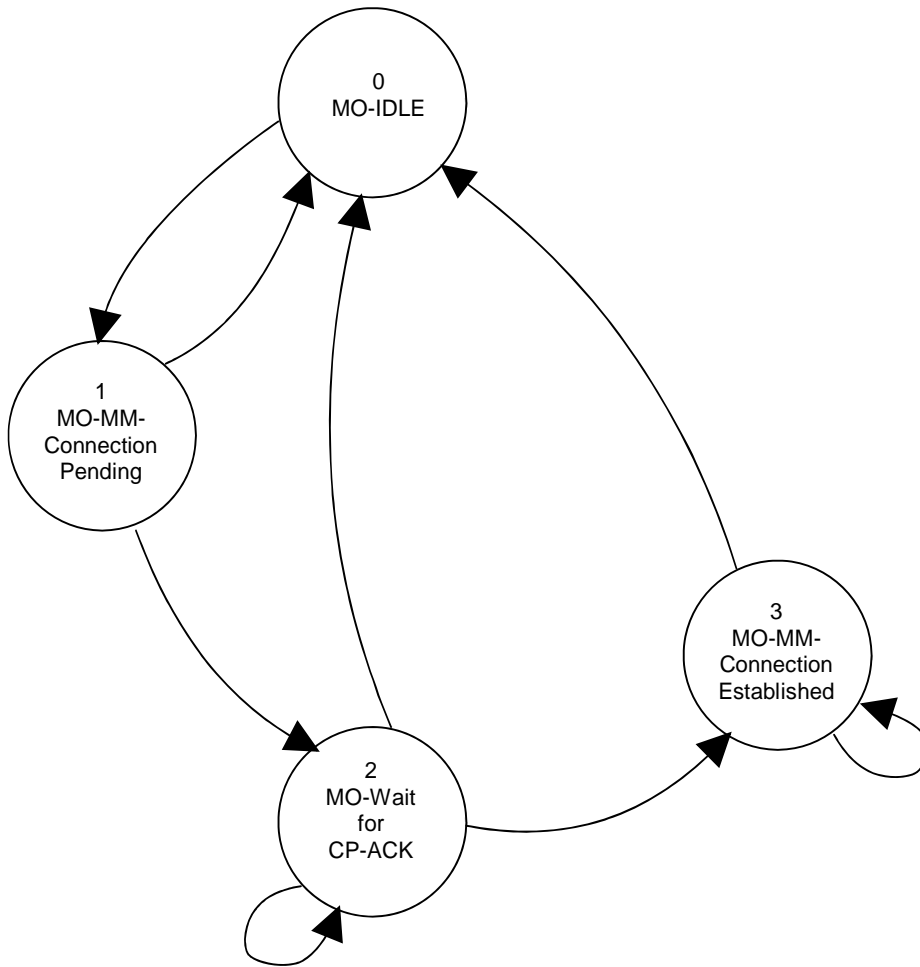 0
MO-IDLE
1
MO-MM-
Connection
Pending
3
MO-MM-
Connection
Established
2
MO-Wait
for
CP-ACK